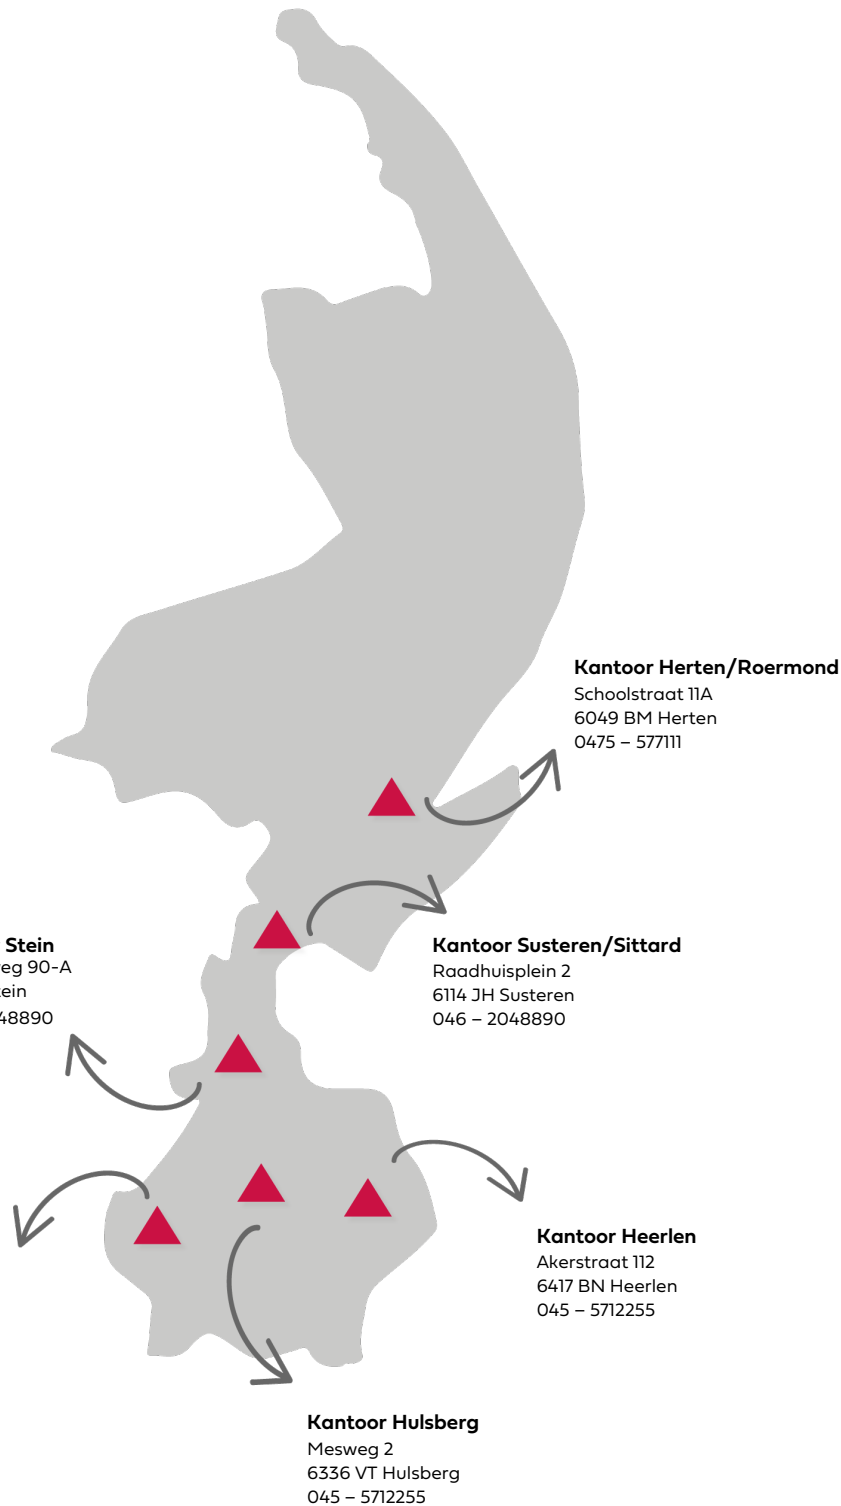 Kantoor Herten/Roermond
Schoolstraat 11A
6049 BM Herten
0475 – 577111
Stein
90-A
48890
Kantoor Susteren/Sittard
Raadhuisplein 2
6114 JH Susteren
046 – 2048890
Kantoor Heerlen
Akerstraat 112
6417 BN Heerlen
045 – 5712255
Kantoor Hulsberg
Mesweg 2
6336 VT Hulsberg
045 – 5712255